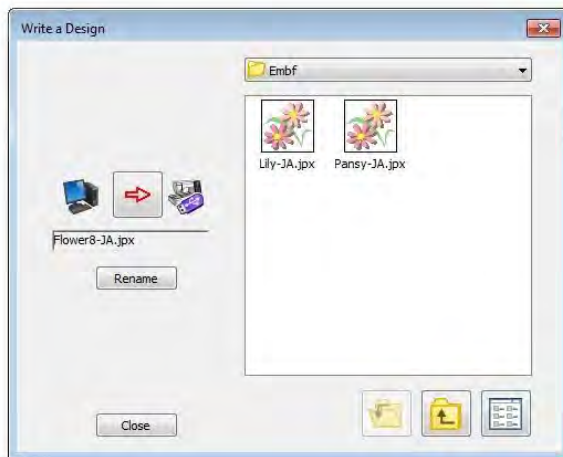 Write a Design
Embf
Lily-JA.jpx
Pansy-JA.jpx
Flower8-JA.jpx
Rename
Close